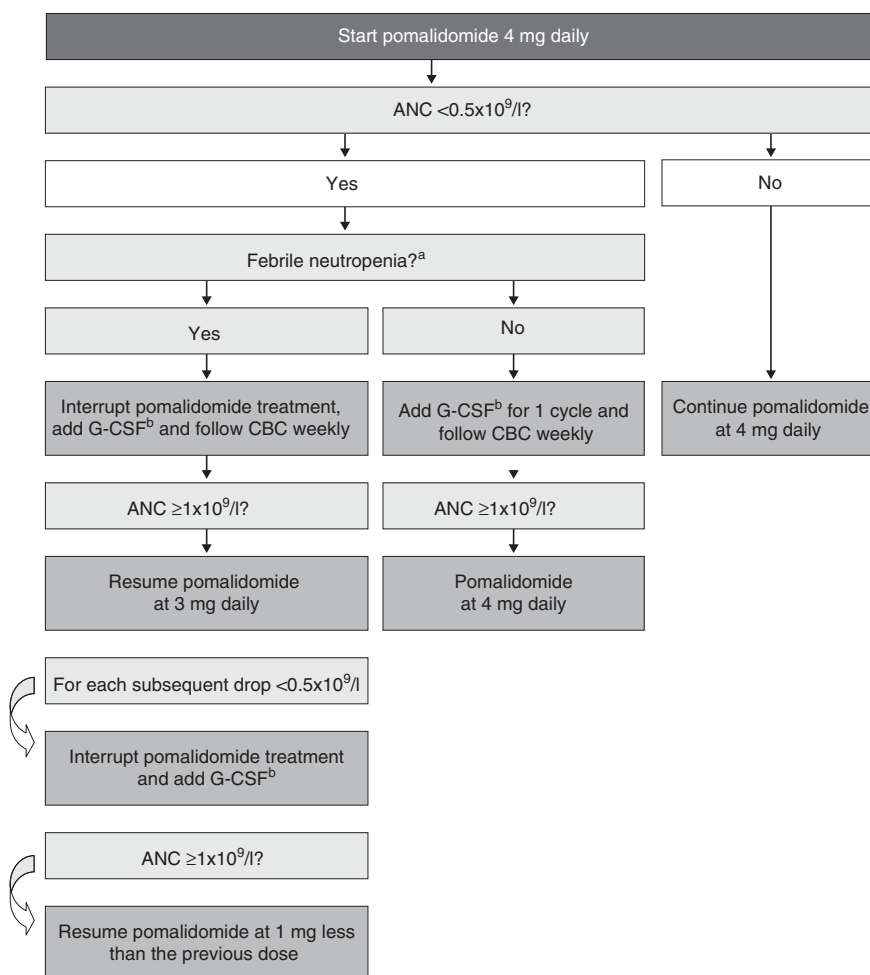 Start pomalidomide 4 mg daily
ANC <0.5x10⁹/l?
Yes
No
Febrile neutropenia?ᵃ
Yes
No
Interrupt pomalidomide treatment,
add G-CSFᵇ and follow CBC weekly
Add G-CSFᵇ for 1 cycle and
follow CBC weekly
Continue pomalidomide
at 4 mg daily
ANC ≥1x10⁹/l?
ANC ≥1x10⁹/l?
Resume pomalidomide
at 3 mg daily
Pomalidomide
at 4 mg daily
For each subsequent drop <0.5x10⁹/l
Interrupt pomalidomide treatment
and add G-CSFᵇ
ANC ≥1x10⁹/l?
Resume pomalidomide at 1 mg less
than the previous dose